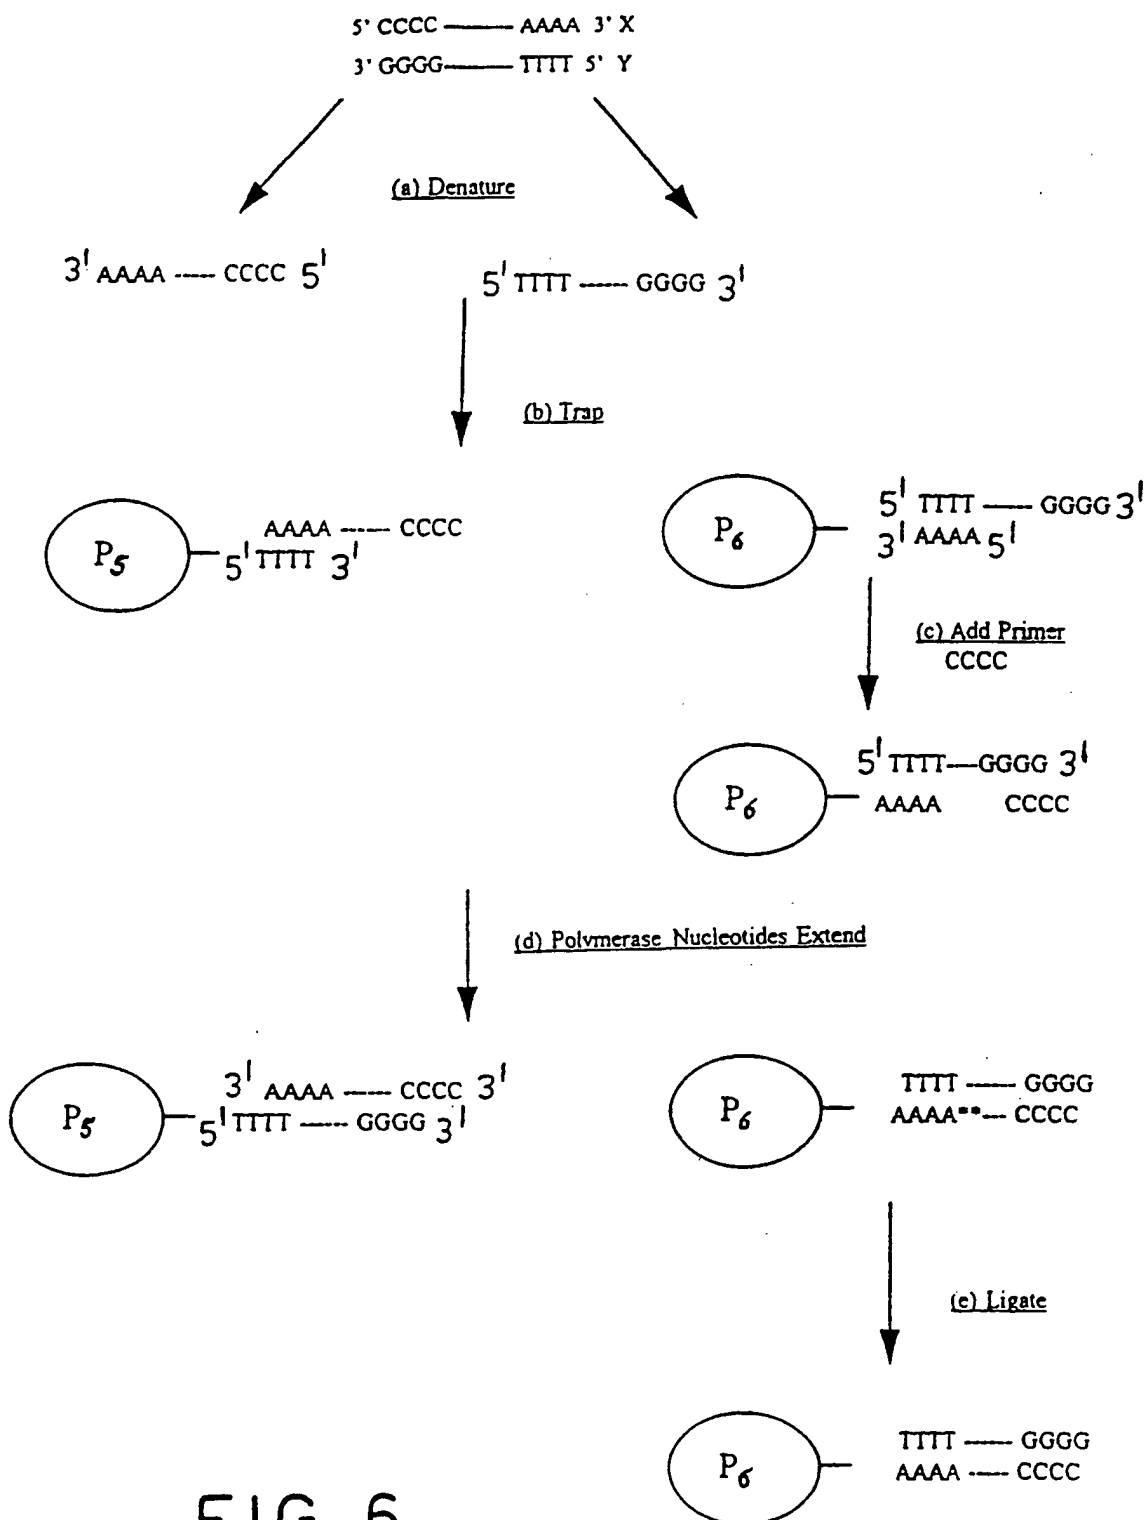 5' CCCC ——— AAAA 3' X
3' GGGG ——— TTTT 5' Y
(a) Denature
3' AAAA ---- CCCC 5'
5' TTTT —— GGGG 3'
(b) Trap
P5
AAAA ---- CCCC
5' TTTT 3'
P6
5' TTTT —— GGGG 3'
3' AAAA 5'
(c) Add Primer
CCCC
P6
5' TTTT — GGGG 3'
AAAA CCCC
(d) Polymerase Nucleotides Extend
P5
3' AAAA ---- CCCC 3'
5' TTTT ---- GGGG 3'
P6
TTTT —— GGGG
AAAA**-- CCCC
(e) Ligate
P6
TTTT —— GGGG
AAAA ---- CCCC
FIG. 6